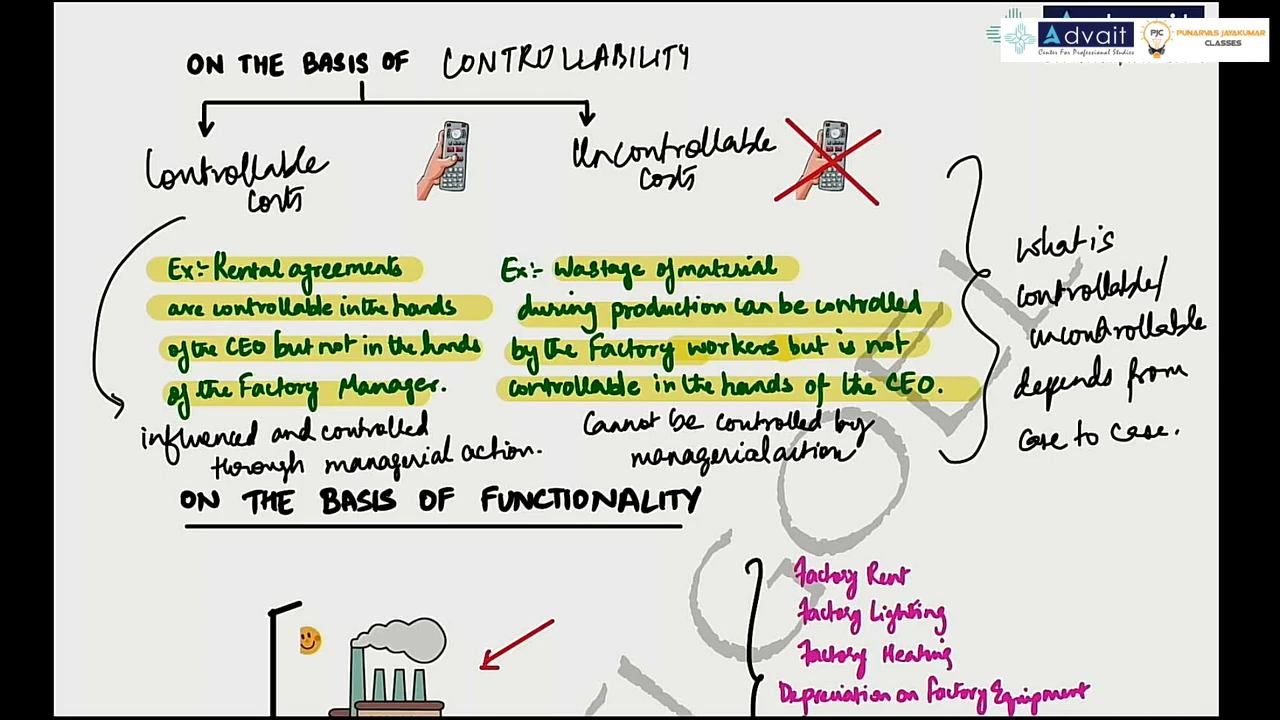 Advait
Center For Professional Studies
PJC
PUNARVAS JAYAKUMAR
CLASSES
ON THE BASIS OF CONTROLLABILITY
Controllable
costs
Uncontrollable
costs
Ex:- Rental agreements
are controllable in the hands
of the CEO but not in the hands
of the Factory Manager.
influenced and controlled
through managerial action.
Ex:- Wastage of material
during production can be controlled
by the Factory workers but is not
controllable in the hands of the CEO.
Cannot be controlled by
managerial action
What is
controllable/
uncontrollable
depends from
case to case.
ON THE BASIS OF FUNCTIONALITY
Factory Rent
Factory Lighting
Factory Heating
Depreciation on Factory Equipment